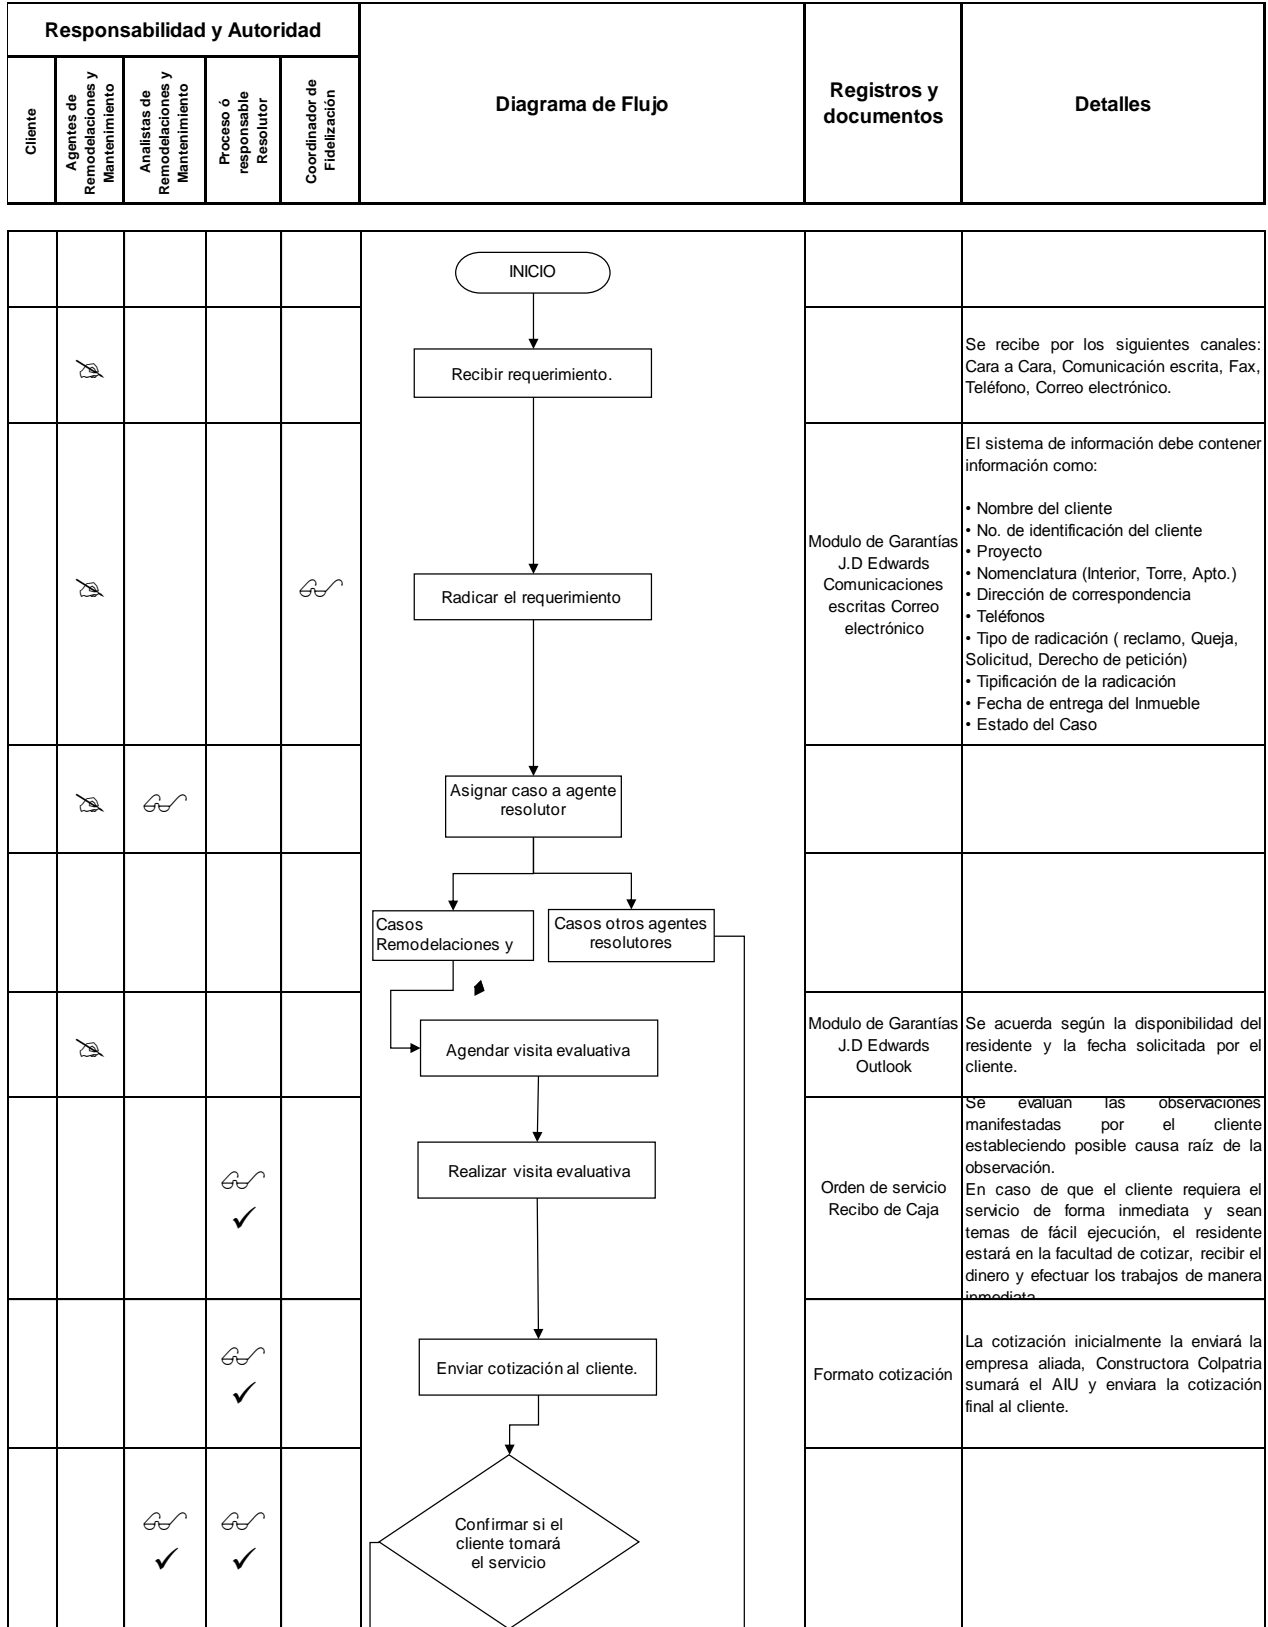 Responsabilidad y Autoridad
Cliente
Agentes de
Remodelaciones y
Mantenimiento
Analistas de
Remodelaciones y
Mantenimiento
Proceso ó
responsable
Resolutor
Coordinador de
Fidelización
Diagrama de Flujo
Registros y
documentos
Detalles
INICIO
Recibir requerimiento.
Se recibe por los siguientes canales:
Cara a Cara, Comunicación escrita, Fax,
Teléfono, Correo electrónico.
Radicar el requerimiento
Modulo de Garantías
J.D Edwards
Comunicaciones
escritas Correo
electrónico
El sistema de información debe contener
información como:
• Nombre del cliente
• No. de identificación del cliente
• Proyecto
• Nomenclatura (Interior, Torre, Apto.)
• Dirección de correspondencia
• Teléfonos
• Tipo de radicación ( reclamo, Queja,
Solicitud, Derecho de petición)
• Tipificación de la radicación
• Fecha de entrega del Inmueble
• Estado del Caso
Asignar caso a agente
resolutor
Casos
Remodelaciones y
Casos otros agentes
resolutores
Agendar visita evaluativa
Modulo de Garantías
J.D Edwards
Outlook
Se acuerda según la disponibilidad del
residente y la fecha solicitada por el
cliente.
Realizar visita evaluativa
Orden de servicio
Recibo de Caja
Se evaluan las observaciones
manifestadas por el cliente
estableciendo posible causa raíz de la
observación.
En caso de que el cliente requiera el
servicio de forma inmediata y sean
temas de fácil ejecución, el residente
estará en la facultad de cotizar, recibir el
dinero y efectuar los trabajos de manera
inmediata.
Enviar cotización al cliente.
Formato cotización
La cotización inicialmente la enviará la
empresa aliada, Constructora Colpatria
sumará el AIU y enviara la cotización
final al cliente.
Confirmar si el
cliente tomará
el servicio